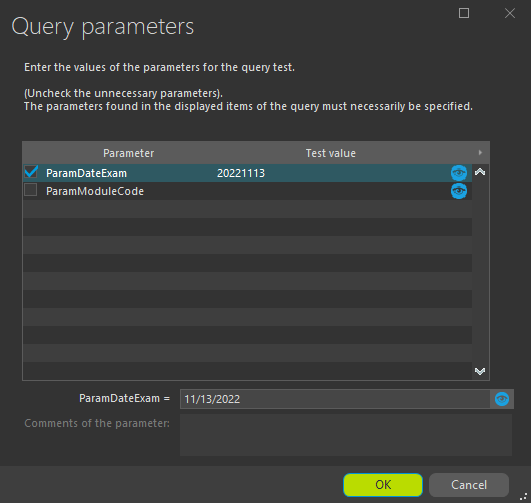 Query parameters
Enter the values of the parameters for the query test.
(Uncheck the unnecessary parameters).
The parameters found in the displayed items of the query must necessarily be specified.
Parameter Test value
ParamDateExam 20221113
ParamModuleCode
ParamDateExam = 11/13/2022
Comments of the parameter:
OK Cancel